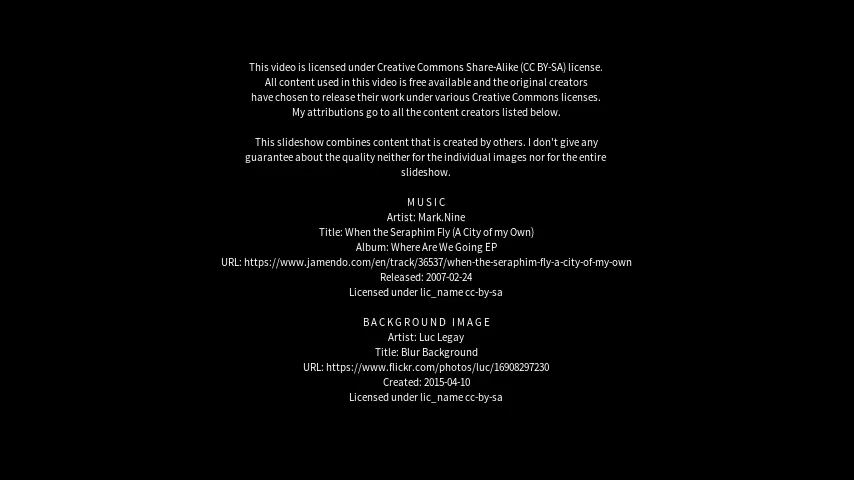 This video is licensed under Creative Commons Share-Alike (CC BY-SA) license.
All content used in this video is free available and the original creators
have chosen to release their work under various Creative Commons licenses.
My attributions go to all the content creators listed below.
This slideshow combines content that is created by others. I don't give any
guarantee about the quality neither for the individual images nor for the entire
slideshow.
MUSIC
Artist: Mark.Nine
Title: When the Seraphim Fly (A City of my Own)
Album: Where Are We Going EP
URL: https://www.jamendo.com/en/track/36537/when-the-seraphim-fly-a-city-of-my-own
Released: 2007-02-24
Licensed under lic_name cc-by-sa
BACKGROUND IMAGE
Artist: Luc Legay
Title: Blur Background
URL: https://www.flickr.com/photos/luc/16908297230
Created: 2015-04-10
Licensed under lic_name cc-by-sa